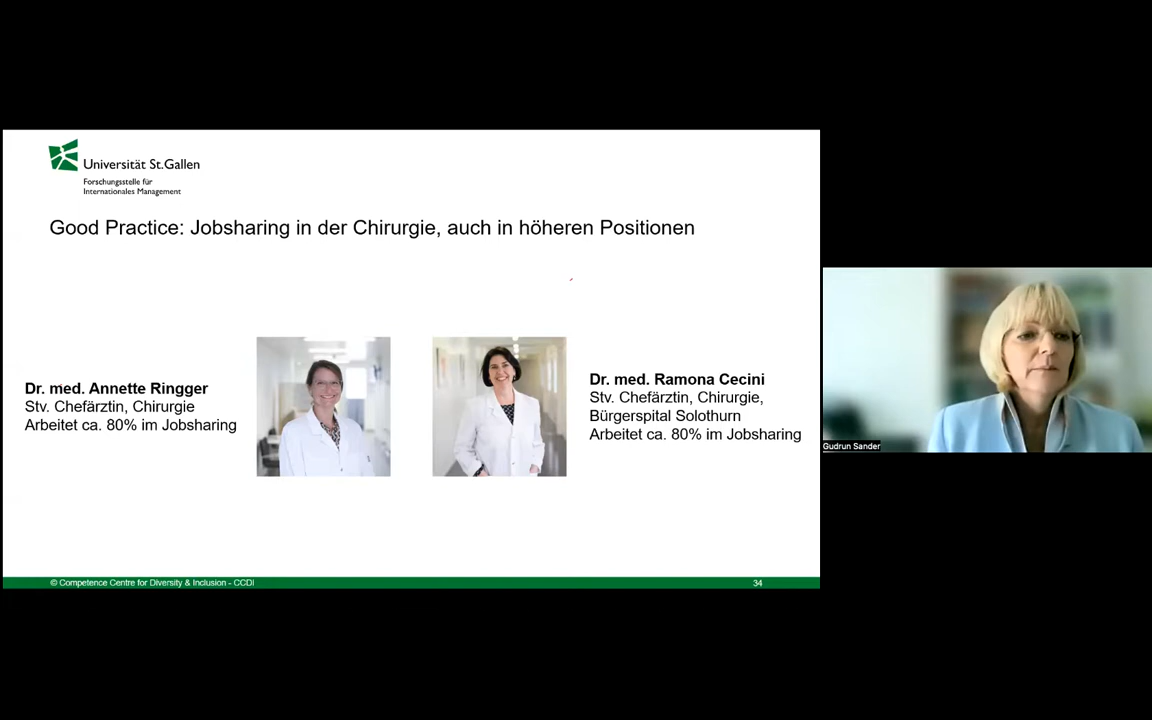 Universität St.Gallen
Forschungsstelle für
Internationales Management
Good Practice: Jobsharing in der Chirurgie, auch in höheren Positionen
Dr. med. Annette Ringger
Stv. Chefärztin, Chirurgie
Arbeitet ca. 80% im Jobsharing
Dr. med. Ramona Cecini
Stv. Chefärztin, Chirurgie,
Bürgerspital Solothurn
Arbeitet ca. 80% im Jobsharing
Gudrun Sander
© Competence Centre for Diversity & Inclusion - CCDI
34